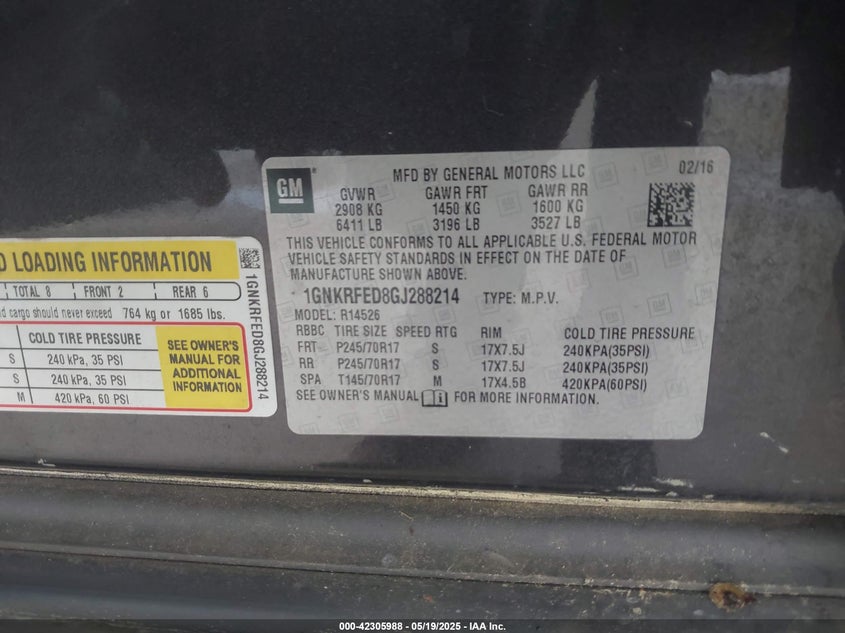 MFD BY GENERAL MOTORS LLC 02/16
GM
GVWR GAWR FRT GAWR RR
2908 KG 1450 KG 1600 KG
6411 LB 3196 LB 3527 LB
THIS VEHICLE CONFORMS TO ALL APPLICABLE U.S. FEDERAL MOTOR
VEHICLE SAFETY STANDARDS IN EFFECT ON THE DATE OF
MANUFACTURE SHOWN ABOVE.
1GNKRFED8GJ288214 TYPE: M.P.V.
MODEL: R14526
RBBC TIRE SIZE SPEED RTG RIM COLD TIRE PRESSURE
FRT P245/70R17 S 17X7.5J 240KPA(35PSI)
RR P245/70R17 S 17X7.5J 240KPA(35PSI)
SPA T145/70R17 M 17X4.5B 420KPA(60PSI)
SEE OWNER'S MANUAL i FOR MORE INFORMATION.
LOADING INFORMATION
TOTAL 8 FRONT 2 REAR 6
cargo should never exceed 764 kg or 1685 lbs.
COLD TIRE PRESSURE
S 240 kPa, 35 PSI
S 240 kPa, 35 PSI
M 420 kPa, 60 PSI
SEE OWNER'S
MANUAL FOR
ADDITIONAL
INFORMATION
1GNKRFED8GJ288214
000-42305988 - 05/19/2025 - IAA Inc.